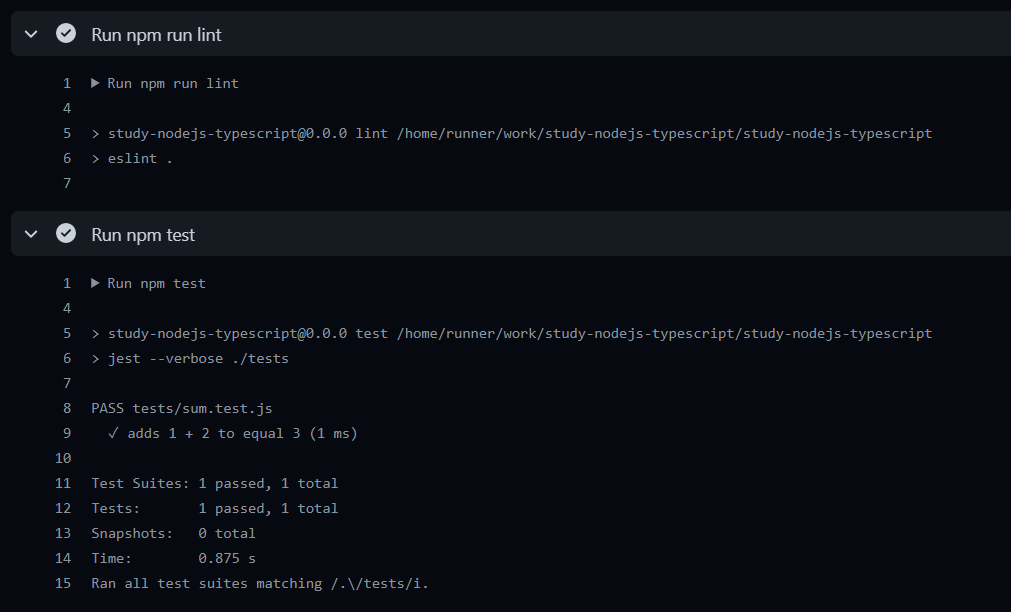 Run npm run lint
1 ▶ Run npm run lint
4
5 > study-nodejs-typescript@0.0.0 lint /home/runner/work/study-nodejs-typescript/study-nodejs-typescript
6 > eslint .
7
Run npm test
1 ▶ Run npm test
4
5 > study-nodejs-typescript@0.0.0 test /home/runner/work/study-nodejs-typescript/study-nodejs-typescript
6 > jest --verbose ./tests
7
8 PASS tests/sum.test.js
9 ✓ adds 1 + 2 to equal 3 (1 ms)
10
11 Test Suites: 1 passed, 1 total
12 Tests:       1 passed, 1 total
13 Snapshots:   0 total
14 Time:        0.875 s
15 Ran all test suites matching /.\/tests/i.